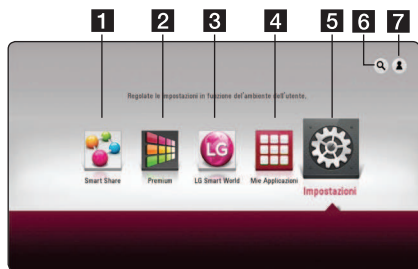 1 2 3 4 5 6 7
Regolate le impostazioni in funzione del'ambiente dell'utente.
LG
Smart Share Premium LG Smart World Mie Applicazioni
Impostazioni